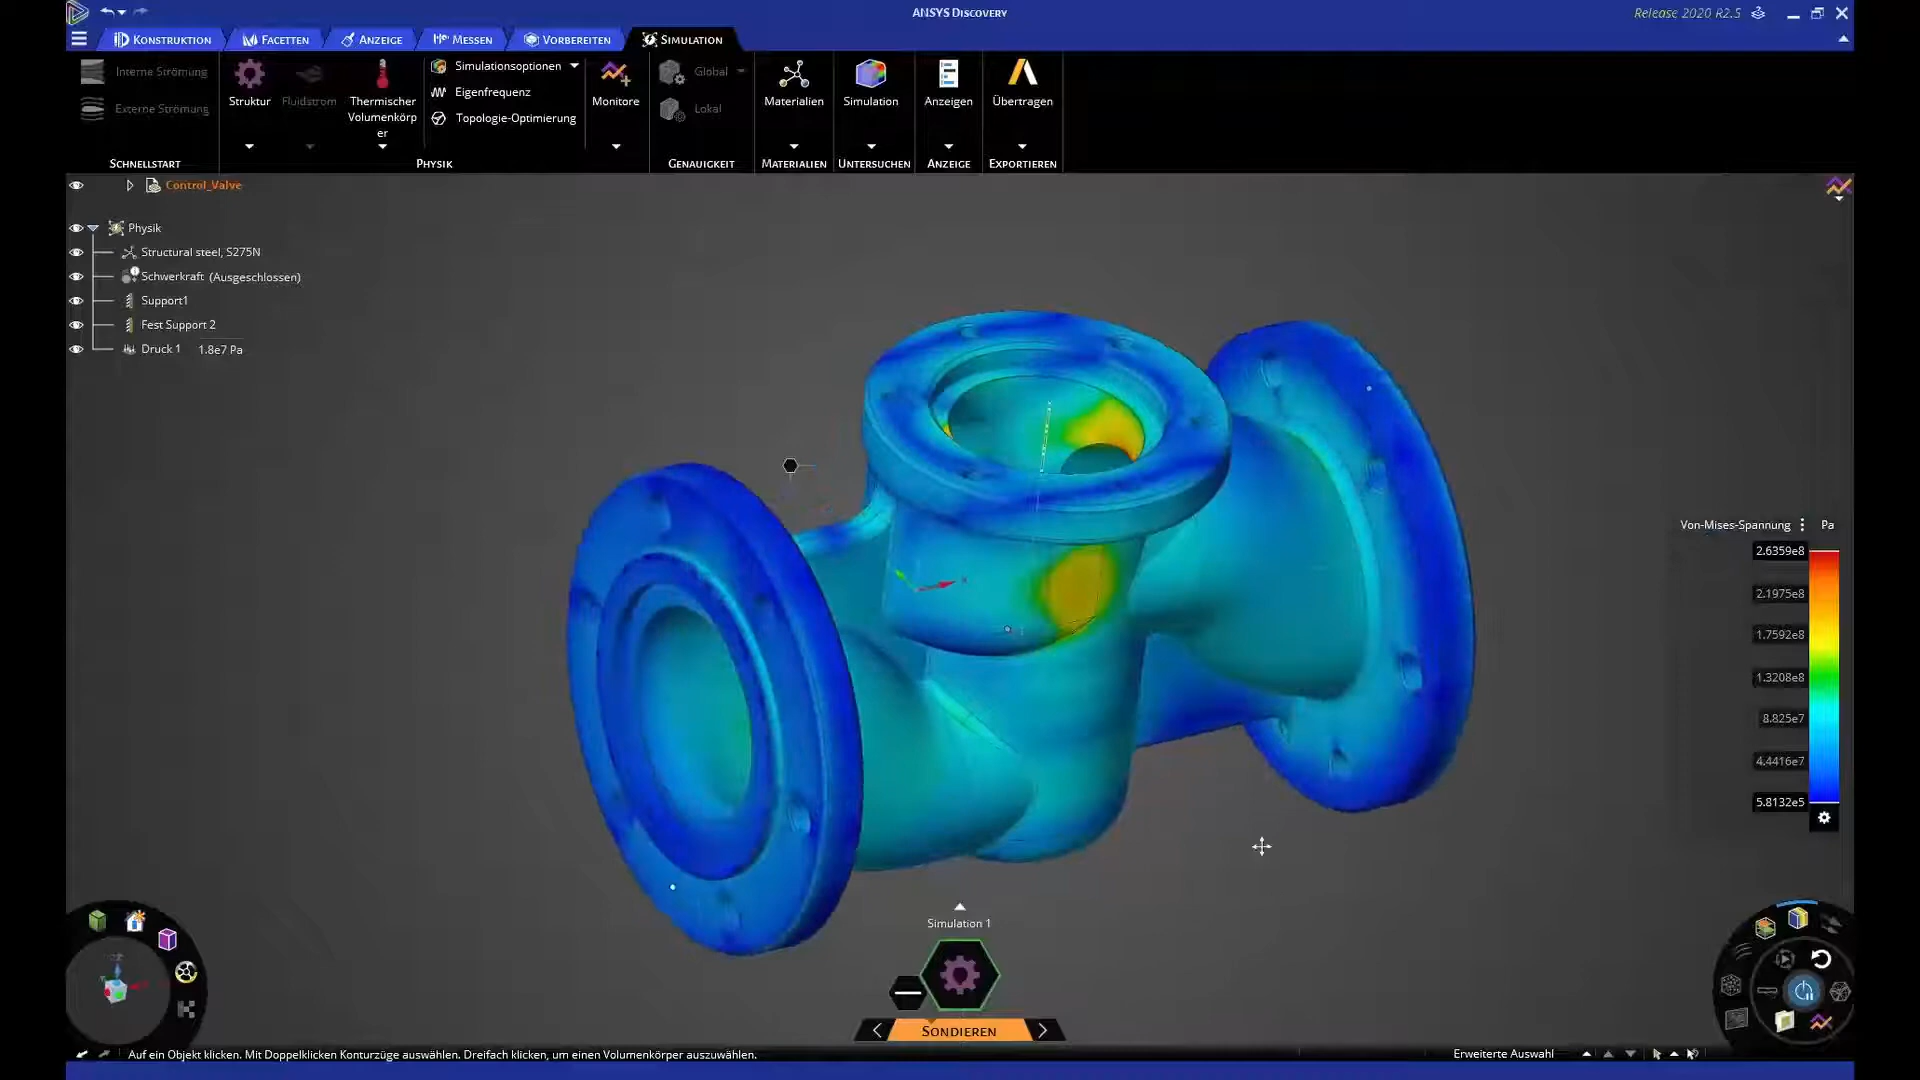 ANSYS Discovery
Release 2020 R2.5
Konstruktion
Facetten
Anzeige
Messen
Vorbereiten
Simulation
Interne Strömung
Externe Strömung
Schnellstart
Struktur
Fluidstrom
Thermischer
Volumenkörp
er
Simulationsoptionen
Eigenfrequenz
Topologie-Optimierung
Physik
Monitore
Global
Lokal
Genauigkeit
Materialien
Materialien
Simulation
Untersuchen
Anzeigen
Anzeige
Übertragen
Exportieren
Control_Valve
Physik
Structural steel, S275N
Schwerkraft (Ausgeschlossen)
Support1
Fest Support 2
Druck 1 1.8e7 Pa
Von-Mises-Spannung Pa
2.6359e8
2.1975e8
1.7592e8
1.3208e8
8.825e7
4.4416e7
5.8132e5
Simulation 1
Sondieren
Auf ein Objekt klicken. Mit Doppelklicken Konturzüge auswählen. Dreifach klicken, um einen Volumenkörper auszuwählen.
Erweiterte Auswahl